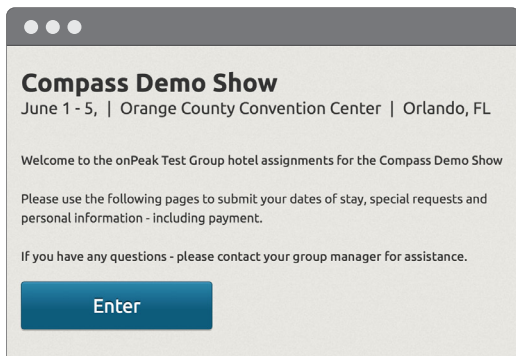 Compass Demo Show
June 1 - 5, | Orange County Convention Center | Orlando, FL
Welcome to the onPeak Test Group hotel assignments for the Compass Demo Show
Please use the following pages to submit your dates of stay, special requests and
personal information - including payment.
If you have any questions - please contact your group manager for assistance.
Enter